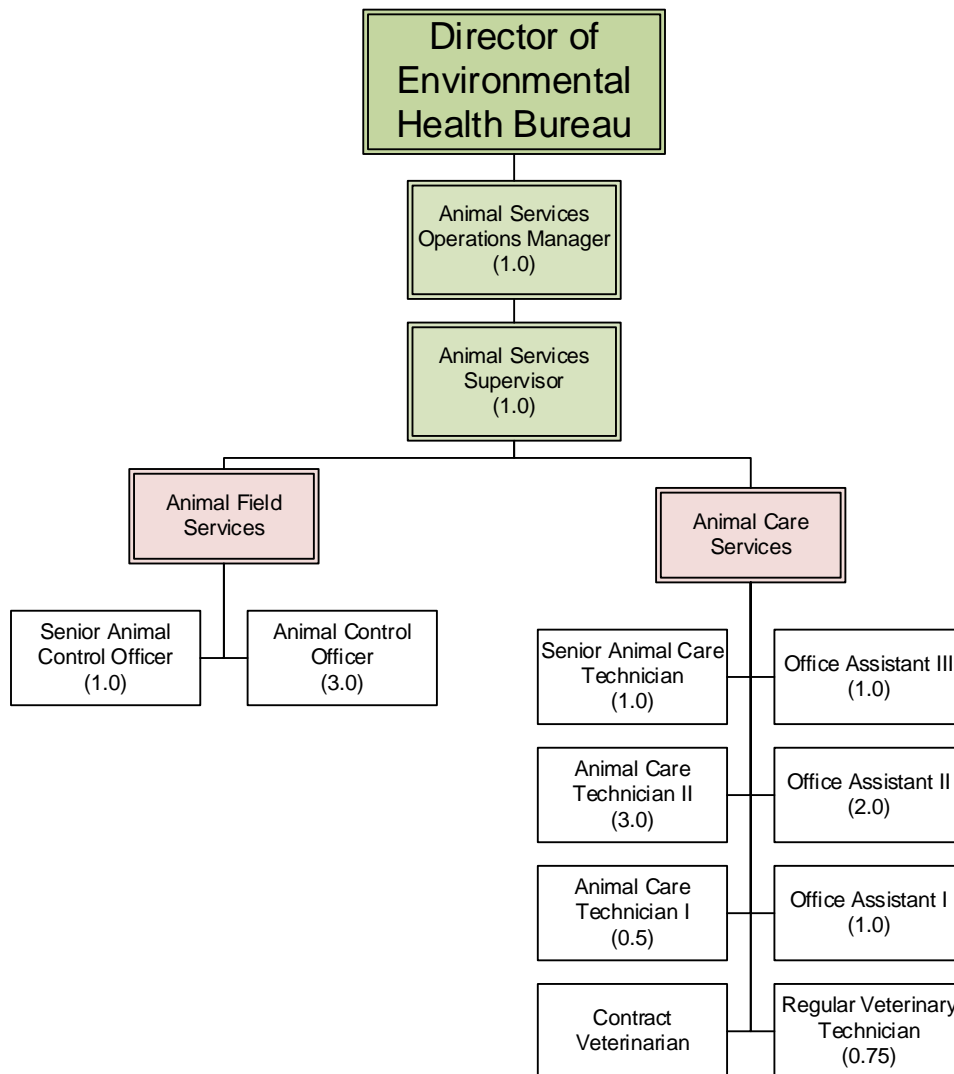 Director of
Environmental
Health Bureau
Animal Services
Operations Manager
(1.0)
Animal Services
Supervisor
(1.0)
Animal Field
Services
Animal Care
Services
Senior Animal
Control Officer
(1.0)
Animal Control
Officer
(3.0)
Senior Animal Care
Technician
(1.0)
Office Assistant III
(1.0)
Animal Care
Technician II
(3.0)
Office Assistant II
(2.0)
Animal Care
Technician I
(0.5)
Office Assistant I
(1.0)
Contract
Veterinarian
Regular Veterinary
Technician
(0.75)